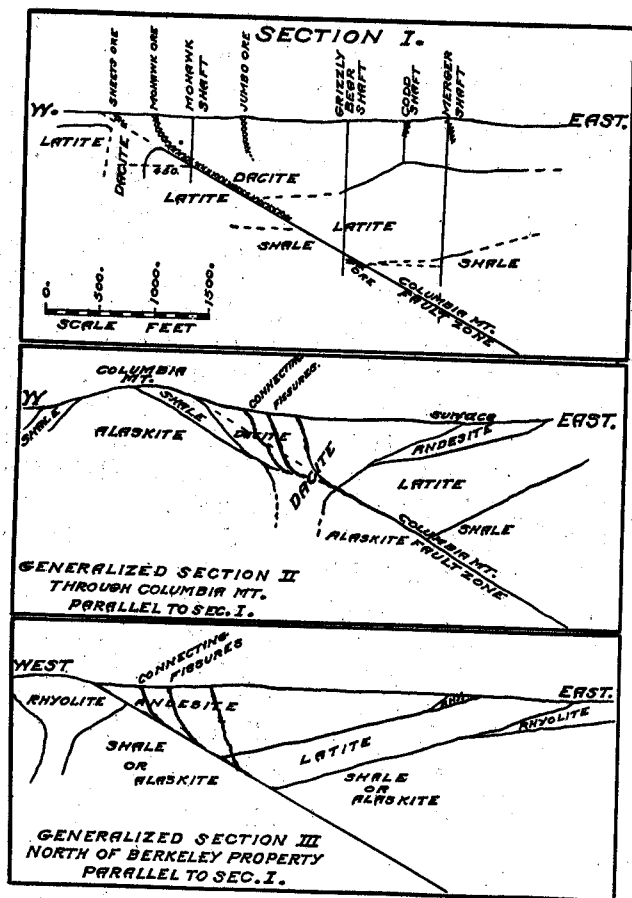 SECTION I.
SHEETS ORE
MOHAWK ORE
MOHAWK SHAFT
JUMBO ORE
GRIZZLY BEAR SHAFT
CODD SHAFT
MERGER SHAFT
W.
EAST.
LATITE
DACITE
450.
DACITE
LATITE
LATITE
SHALE
SHALE
ORE
COLUMBIA MT.
FAULT ZONE
0. 500. 1000. 1500.
SCALE FEET
COLUMBIA MT.
CONNECTING FISSURES.
W
EAST.
SHALE
SHALE
ALASKITE
DACITE
DACITE
SURFACE
ANDESITE
LATITE
SHALE
ALASKITE
COLUMBIA MT.
FAULT ZONE
GENERALIZED SECTION II
THROUGH COLUMBIA MT.
PARALLEL TO SEC. I.
WEST.
CONNECTING FISSURES
EAST.
RHYOLITE
ANDESITE
RHYOLITE
LATITE
SHALE
OR
ALASKITE
SHALE
OR
ALASKITE
GENERALIZED SECTION III
NORTH OF BERKELEY PROPERTY
PARALLEL TO SEC. I.